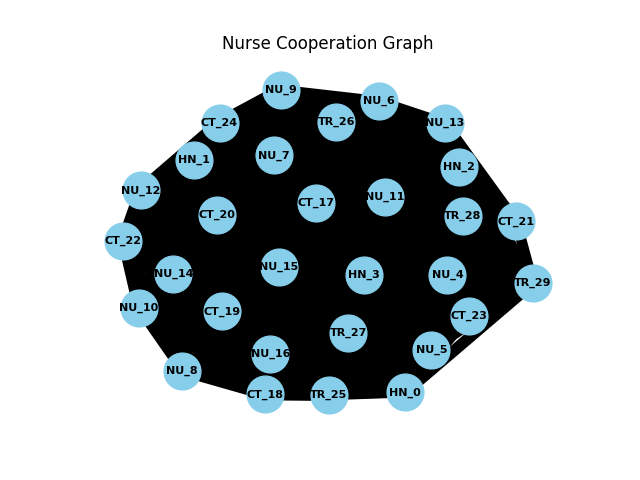 Nurse Cooperation Graph
NU_9
NU_6
CT_24
TR_26
NU_13
HN_1
NU_7
HN_2
NU_12
CT_20
CT_17
NU_11
TR_28
CT_21
CT_22
NU_14
NU_15
HN_3
NU_4
TR_29
NU_10
CT_19
CT_23
TR_27
NU_16
NU_5
NU_8
CT_18
TR_25
HN_0